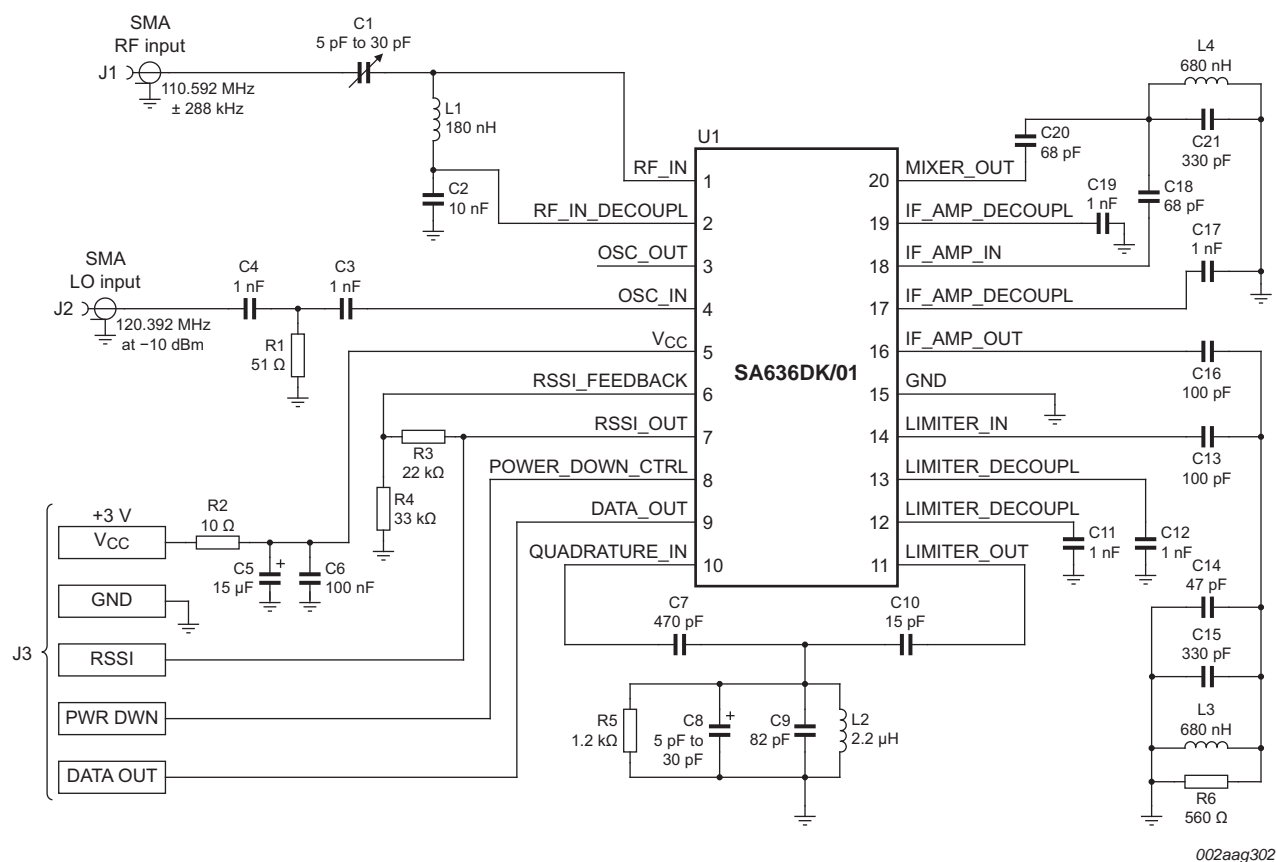 SMA
RF input
J1
110.592 MHz
± 288 kHz
C1
5 pF to 30 pF
L1
180 nH
C2
10 nF
SMA
LO input
J2
120.392 MHz
at −10 dBm
C4
1 nF
C3
1 nF
R1
51 Ω
U1
SA636DK/01
RF_IN
1
RF_IN_DECOUPL
2
OSC_OUT
3
OSC_IN
4
VCC
5
RSSI_FEEDBACK
6
RSSI_OUT
7
POWER_DOWN_CTRL
8
DATA_OUT
9
QUADRATURE_IN
10
20
MIXER_OUT
19
IF_AMP_DECOUPL
18
IF_AMP_IN
17
IF_AMP_DECOUPL
16
IF_AMP_OUT
15
GND
14
LIMITER_IN
13
LIMITER_DECOUPL
12
LIMITER_DECOUPL
11
LIMITER_OUT
L4
680 nH
C20
68 pF
C21
330 pF
C19
1 nF
C18
68 pF
C17
1 nF
C16
100 pF
C13
100 pF
C11
1 nF
C12
1 nF
C14
47 pF
C15
330 pF
L3
680 nH
R6
560 Ω
R3
22 kΩ
R4
33 kΩ
J3
+3 V
VCC
GND
RSSI
PWR DWN
DATA OUT
R2
10 Ω
C5
+
15 μF
C6
100 nF
C7
470 pF
C10
15 pF
R5
1.2 kΩ
C8
+
5 pF to
30 pF
C9
82 pF
L2
2.2 μH
002aag302